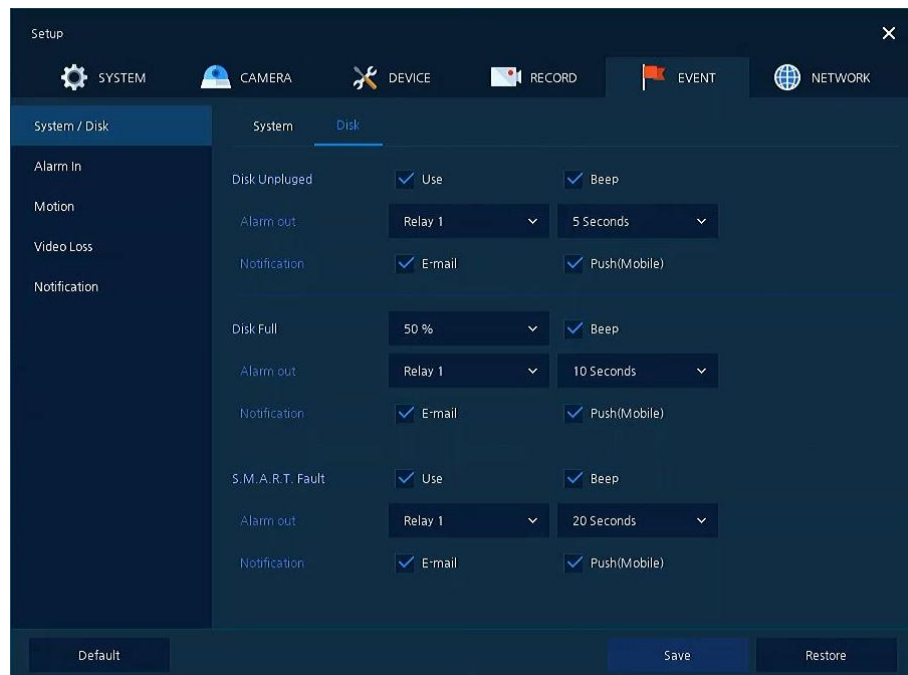 Setup
SYSTEM CAMERA DEVICE RECORD EVENT NETWORK
System / Disk System Disk
Alarm In
Motion
Video Loss
Notification
Disk Unpluged Use Beep
Alarm out Relay 1 5 Seconds
Notification E-mail Push(Mobile)
Disk Full 50 % Beep
Alarm out Relay 1 10 Seconds
Notification E-mail Push(Mobile)
S.M.A.R.T. Fault Use Beep
Alarm out Relay 1 20 Seconds
Notification E-mail Push(Mobile)
Default Save Restore